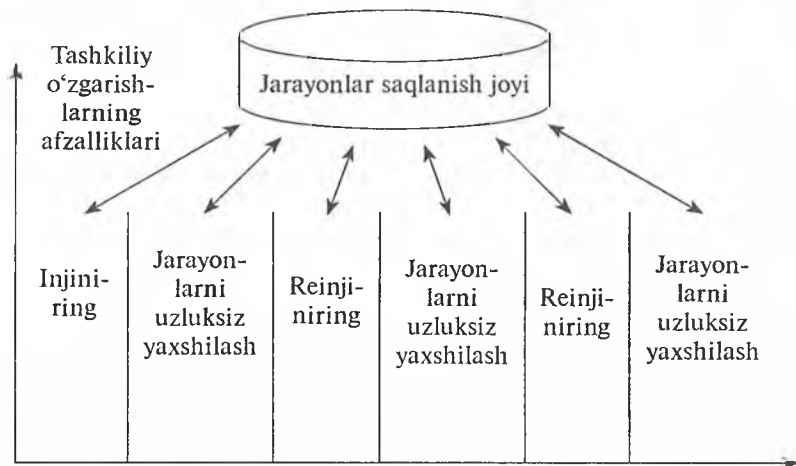 Tashkiliy
o‘zgarish-
larning
afzalliklari
Jarayonlar saqlanish joyi
Injini-
ring
Jarayon-
larni
uzluksiz
yaxshilash
Reinji-
niring
Jarayon-
larni
uzluksiz
yaxshilash
Reinji-
niring
Jarayon-
larni
uzluksiz
yaxshilash